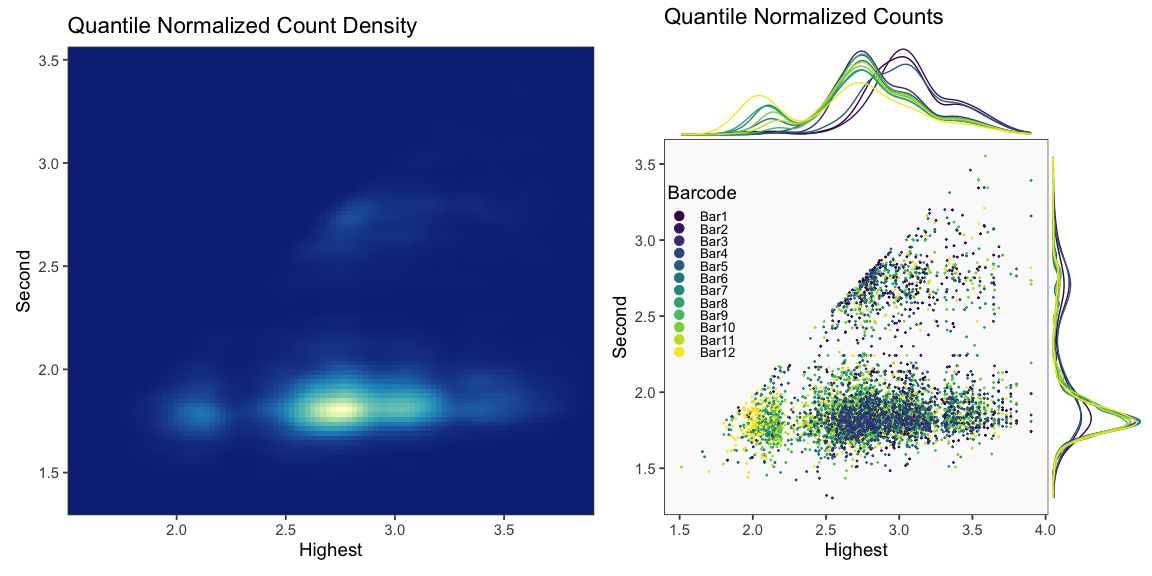 Quantile Normalized Count Density
3.5
3.0
2.5
2.0
1.5
Second
2.0 2.5 3.0 3.5
Highest
Quantile Normalized Counts
3.5
3.0
2.5
2.0
1.5
Second
Barcode
Bar1
Bar2
Bar3
Bar4
Bar5
Bar6
Bar7
Bar8
Bar9
Bar10
Bar11
Bar12
1.5 2.0 2.5 3.0 3.5 4.0
Highest